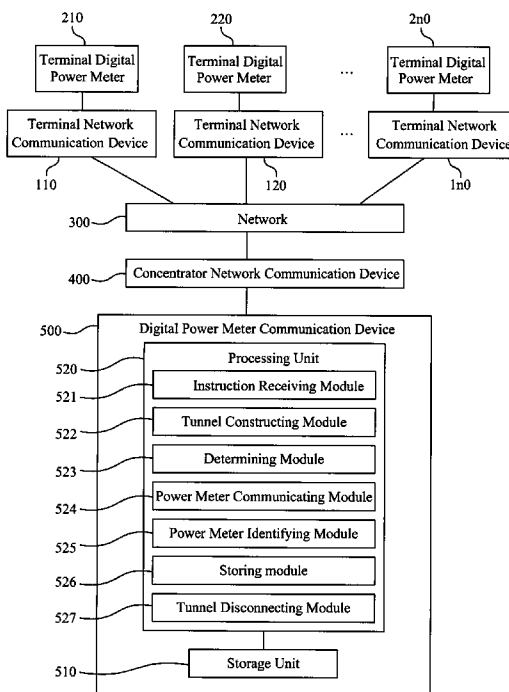 210
220
2n0
Terminal Digital
Power Meter
Terminal Digital
Power Meter
...
Terminal Digital
Power Meter
Terminal Network
Communication Device
Terminal Network
Communication Device
...
Terminal Network
Communication Device
110
120
1n0
300
Network
400
Concentrator Network Communication Device
500
Digital Power Meter Communication Device
520
Processing Unit
521
Instruction Receiving Module
522
Tunnel Constructing Module
523
Determining Module
524
Power Meter Communicating Module
525
Power Meter Identifying Module
526
Storing module
527
Tunnel Disconnecting Module
510
Storage Unit